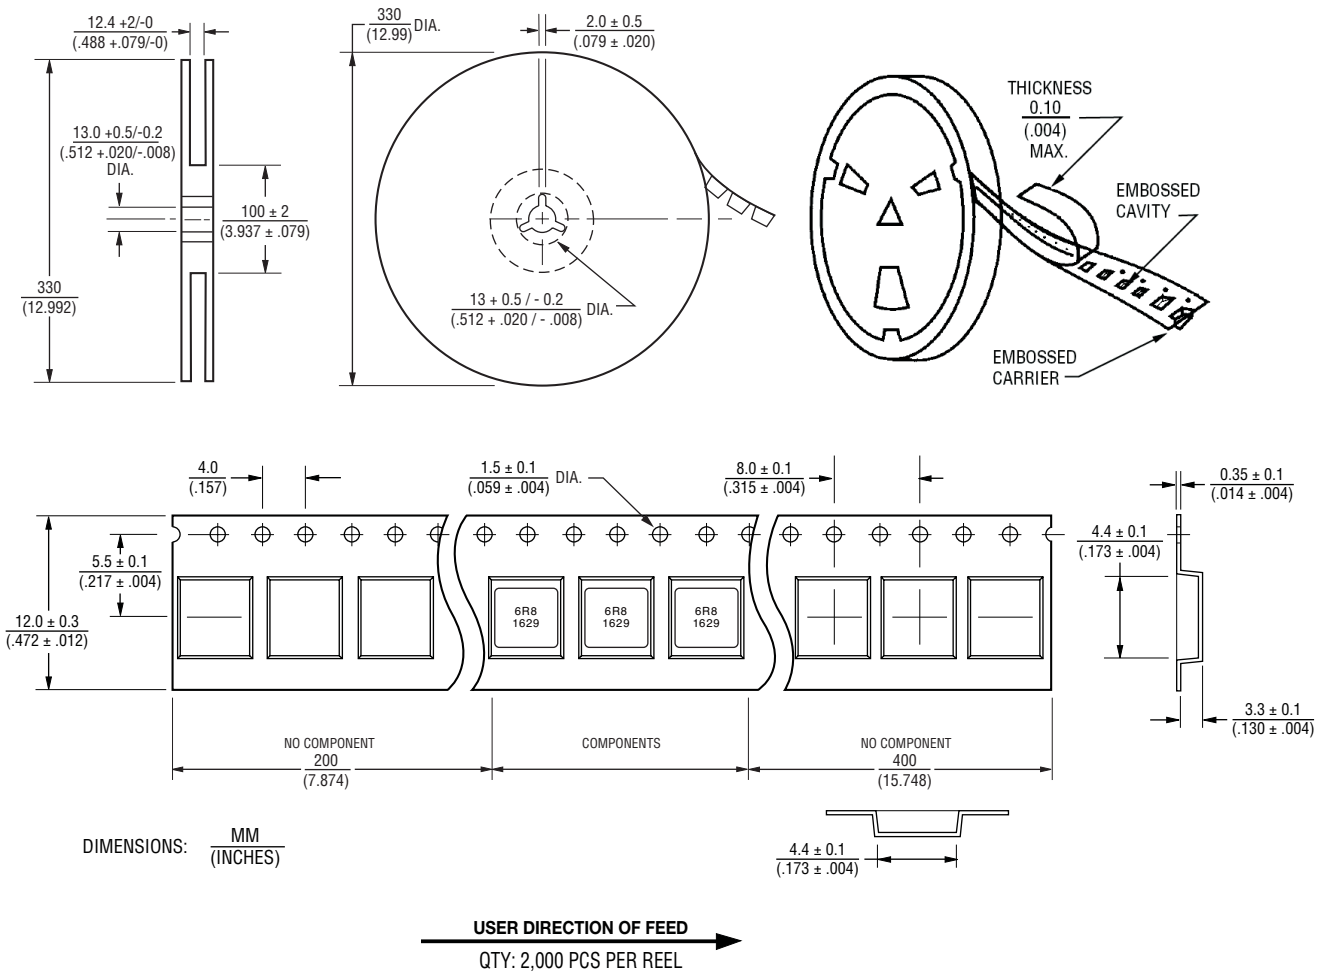 12.4 +2/-0
(.488 +.079/-0)
330
(12.99)
DIA.
2.0 ± 0.5
(.079 ± .020)
THICKNESS
0.10
(.004)
MAX.
13.0 +0.5/-0.2
(.512 +.020/-.008)
DIA.
EMBOSSED
CAVITY
100 ± 2
(3.937 ± .079)
330
(12.992)
13 + 0.5 / - 0.2
(.512 + .020 / - .008)
DIA.
EMBOSSED
CARRIER
4.0
(.157)
1.5 ± 0.1
(.059 ± .004)
DIA.
8.0 ± 0.1
(.315 ± .004)
0.35 ± 0.1
(.014 ± .004)
4.4 ± 0.1
(.173 ± .004)
5.5 ± 0.1
(.217 ± .004)
12.0 ± 0.3
(.472 ± .012)
6R8
1629
6R8
1629
6R8
1629
3.3 ± 0.1
(.130 ± .004)
NO COMPONENT
200
(7.874)
COMPONENTS
NO COMPONENT
400
(15.748)
DIMENSIONS:
MM
(INCHES)
4.4 ± 0.1
(.173 ± .004)
USER DIRECTION OF FEED
QTY: 2,000 PCS PER REEL